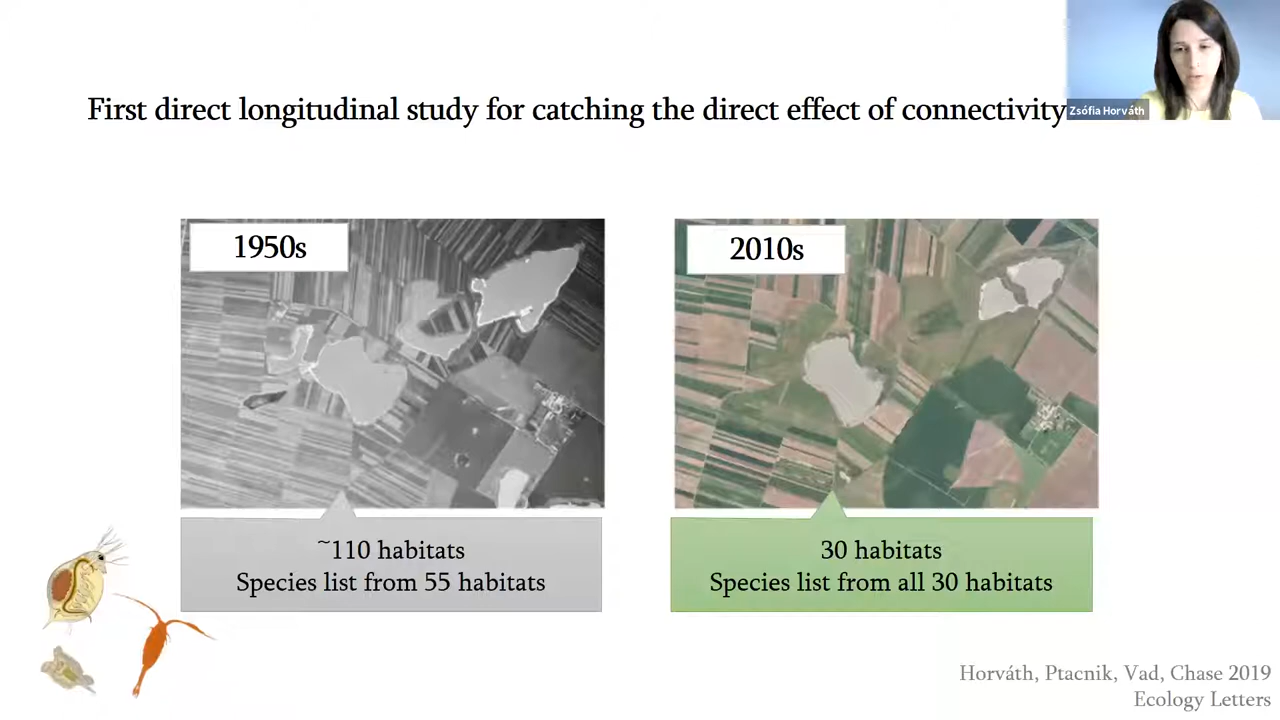 First direct longitudinal study for catching the direct effect of connectivity
Zsófia Horváth
1950s
2010s
~110 habitats
Species list from 55 habitats
30 habitats
Species list from all 30 habitats
Horváth, Ptacnik, Vad, Chase 2019
Ecology Letters